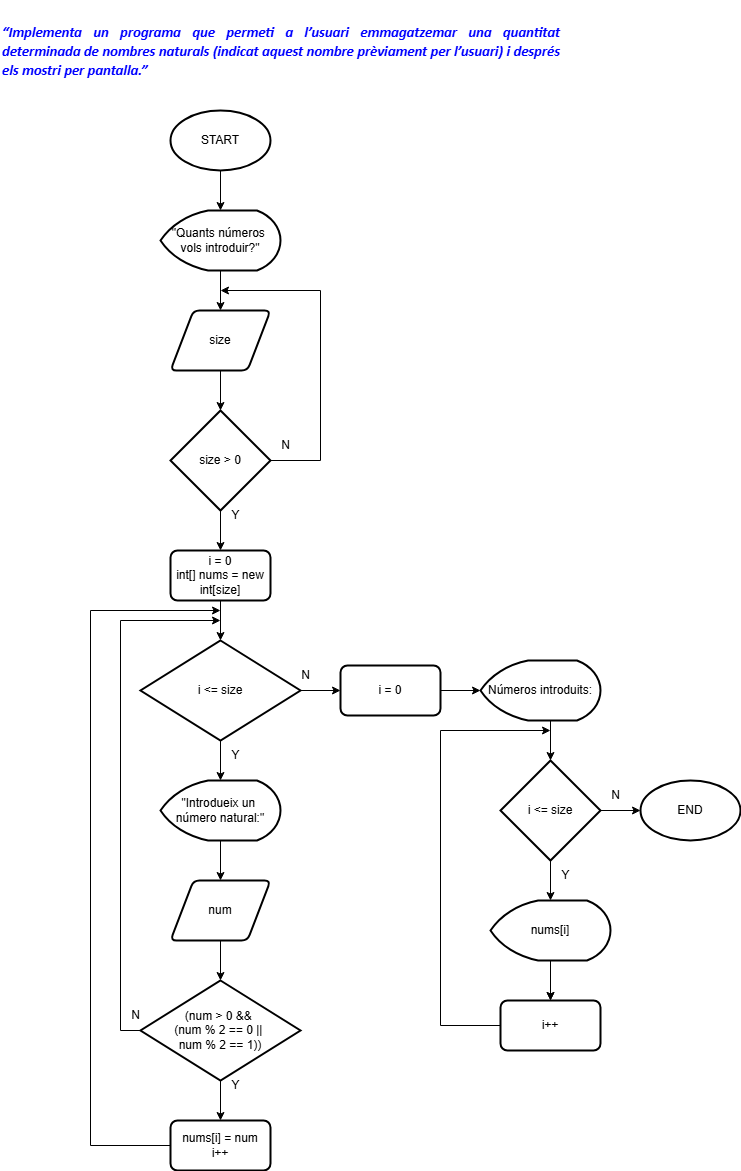 “Implementa un programa que permeti a l’usuari emmagatzemar una quantitat
determinada de nombres naturals (indicat aquest nombre prèviament per l’usuari) i després
els mostri per pantalla.”
START
"Quants números
vols introduir?"
size
size > 0
N
Y
i = 0
int[] nums = new
int[size]
i <= size
N
i = 0
Números introduits:
Y
"Introdueix un
número natural:"
i <= size
N
END
Y
num
nums[i]
(num > 0 &&
(num % 2 == 0 ||
num % 2 == 1))
N
i++
Y
nums[i] = num
i++